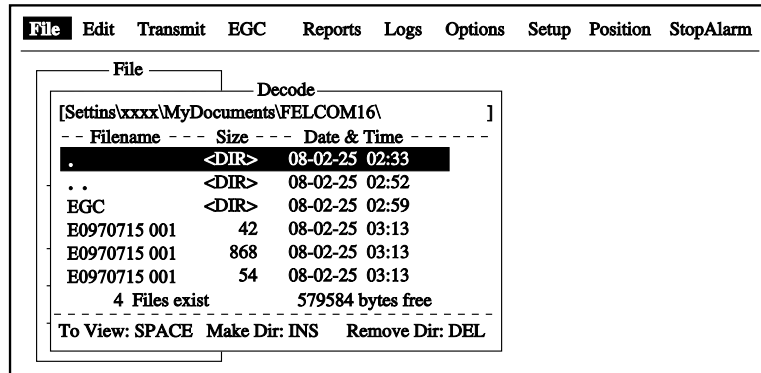 File Edit Transmit EGC Reports Logs Options Setup Position StopAlarm
File
Decode
[Settins\xxxx\MyDocuments\FELCOM16\ ]
- - Filename - - - Size - - - Date & Time - - - - - -
. <DIR> 08-02-25 02:33
. . <DIR> 08-02-25 02:52
EGC <DIR> 08-02-25 02:59
E0970715 001 42 08-02-25 03:13
E0970715 001 868 08-02-25 03:13
E0970715 001 54 08-02-25 03:13
4 Files exist 579584 bytes free
To View: SPACE Make Dir: INS Remove Dir: DEL